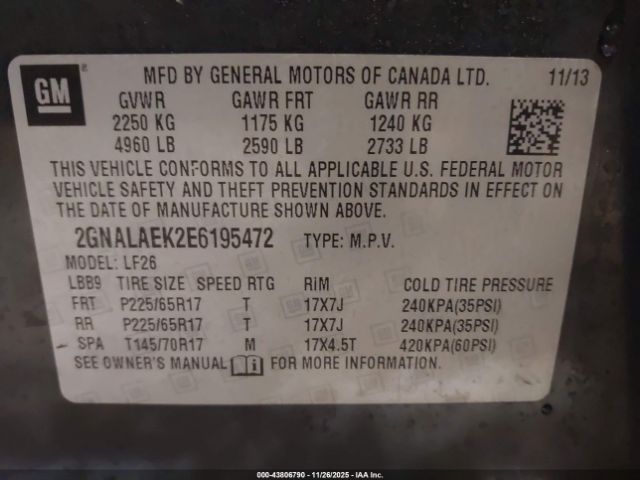 GM ® MFD BY GENERAL MOTORS OF CANADA LTD. 11/13
GVWR GAWR FRT GAWR RR
2250 KG 1175 KG 1240 KG
4960 LB 2590 LB 2733 LB
THIS VEHICLE CONFORMS TO ALL APPLICABLE U.S. FEDERAL MOTOR
VEHICLE SAFETY AND THEFT PREVENTION STANDARDS IN EFFECT ON
THE DATE OF MANUFACTURE SHOWN ABOVE.
2GNALAEK2E6195472 TYPE: M.P.V.
MODEL: LF26
LBB9 TIRE SIZE SPEED RTG RIM COLD TIRE PRESSURE
FRT P225/65R17 T 17X7J 240KPA(35PSI)
RR P225/65R17 T 17X7J 240KPA(35PSI)
SPA T145/70R17 M 17X4.5T 420KPA(60PSI)
SEE OWNER'S MANUAL FOR MORE INFORMATION.
000-43806790 - 11/26/2025 - IAA Inc.